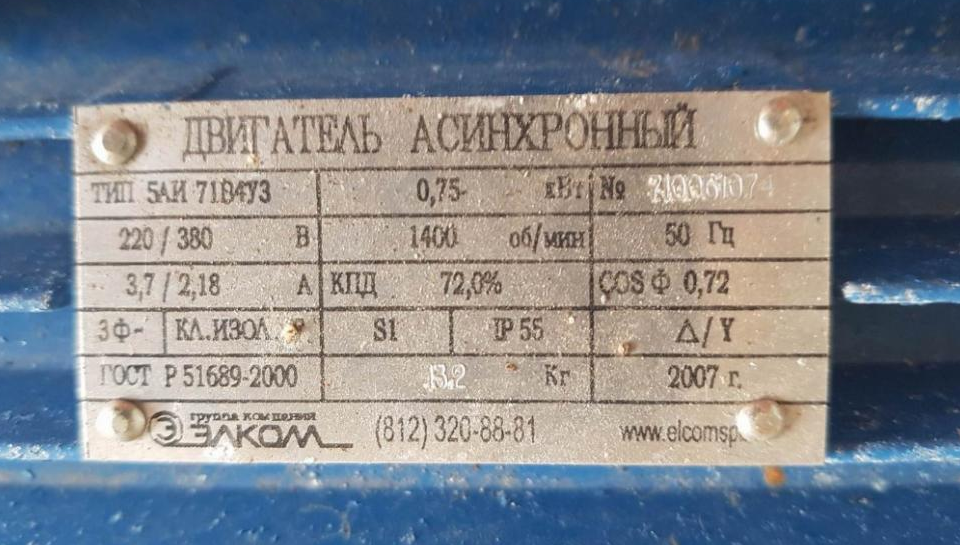 ДВИГАТЕЛЬ АСИНХРОННЫЙ
ТИП 5АИ 71В4У3 0,75 кВт №
220 / 380 В 1400 об/мин 50 Гц
3,7 / 2,18 А КПД 72,0% COS Ф 0,72
3Ф~ КЛ.ИЗОЛ. S1 IP 55 Δ/Y
ГОСТ Р 51689-2000 13.2 Кг 2007 г.
группа компаний
ЭЛКОМ (812) 320-88-81